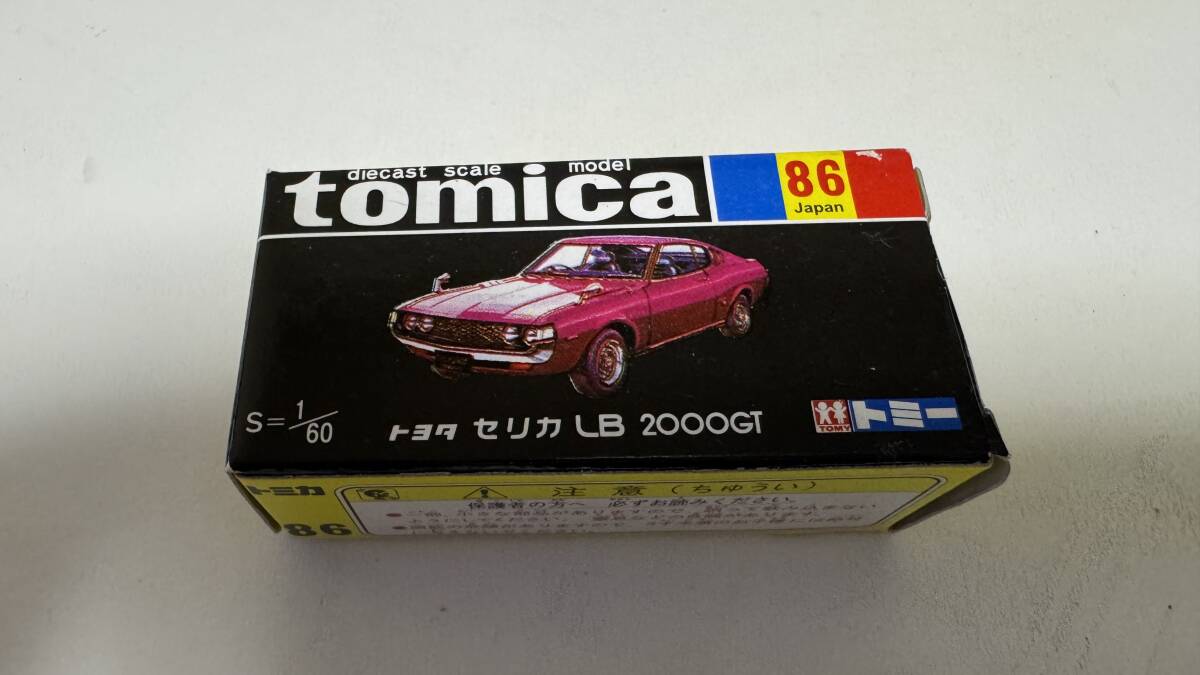 diecast scale model
tomica
86
Japan
S=1/60
トヨタ セリカ LB 2000GT
TOMY
トミー
トミカ
86
⚠ 注意(ちゅうい)
保護者の方へ 必ずお読みください。